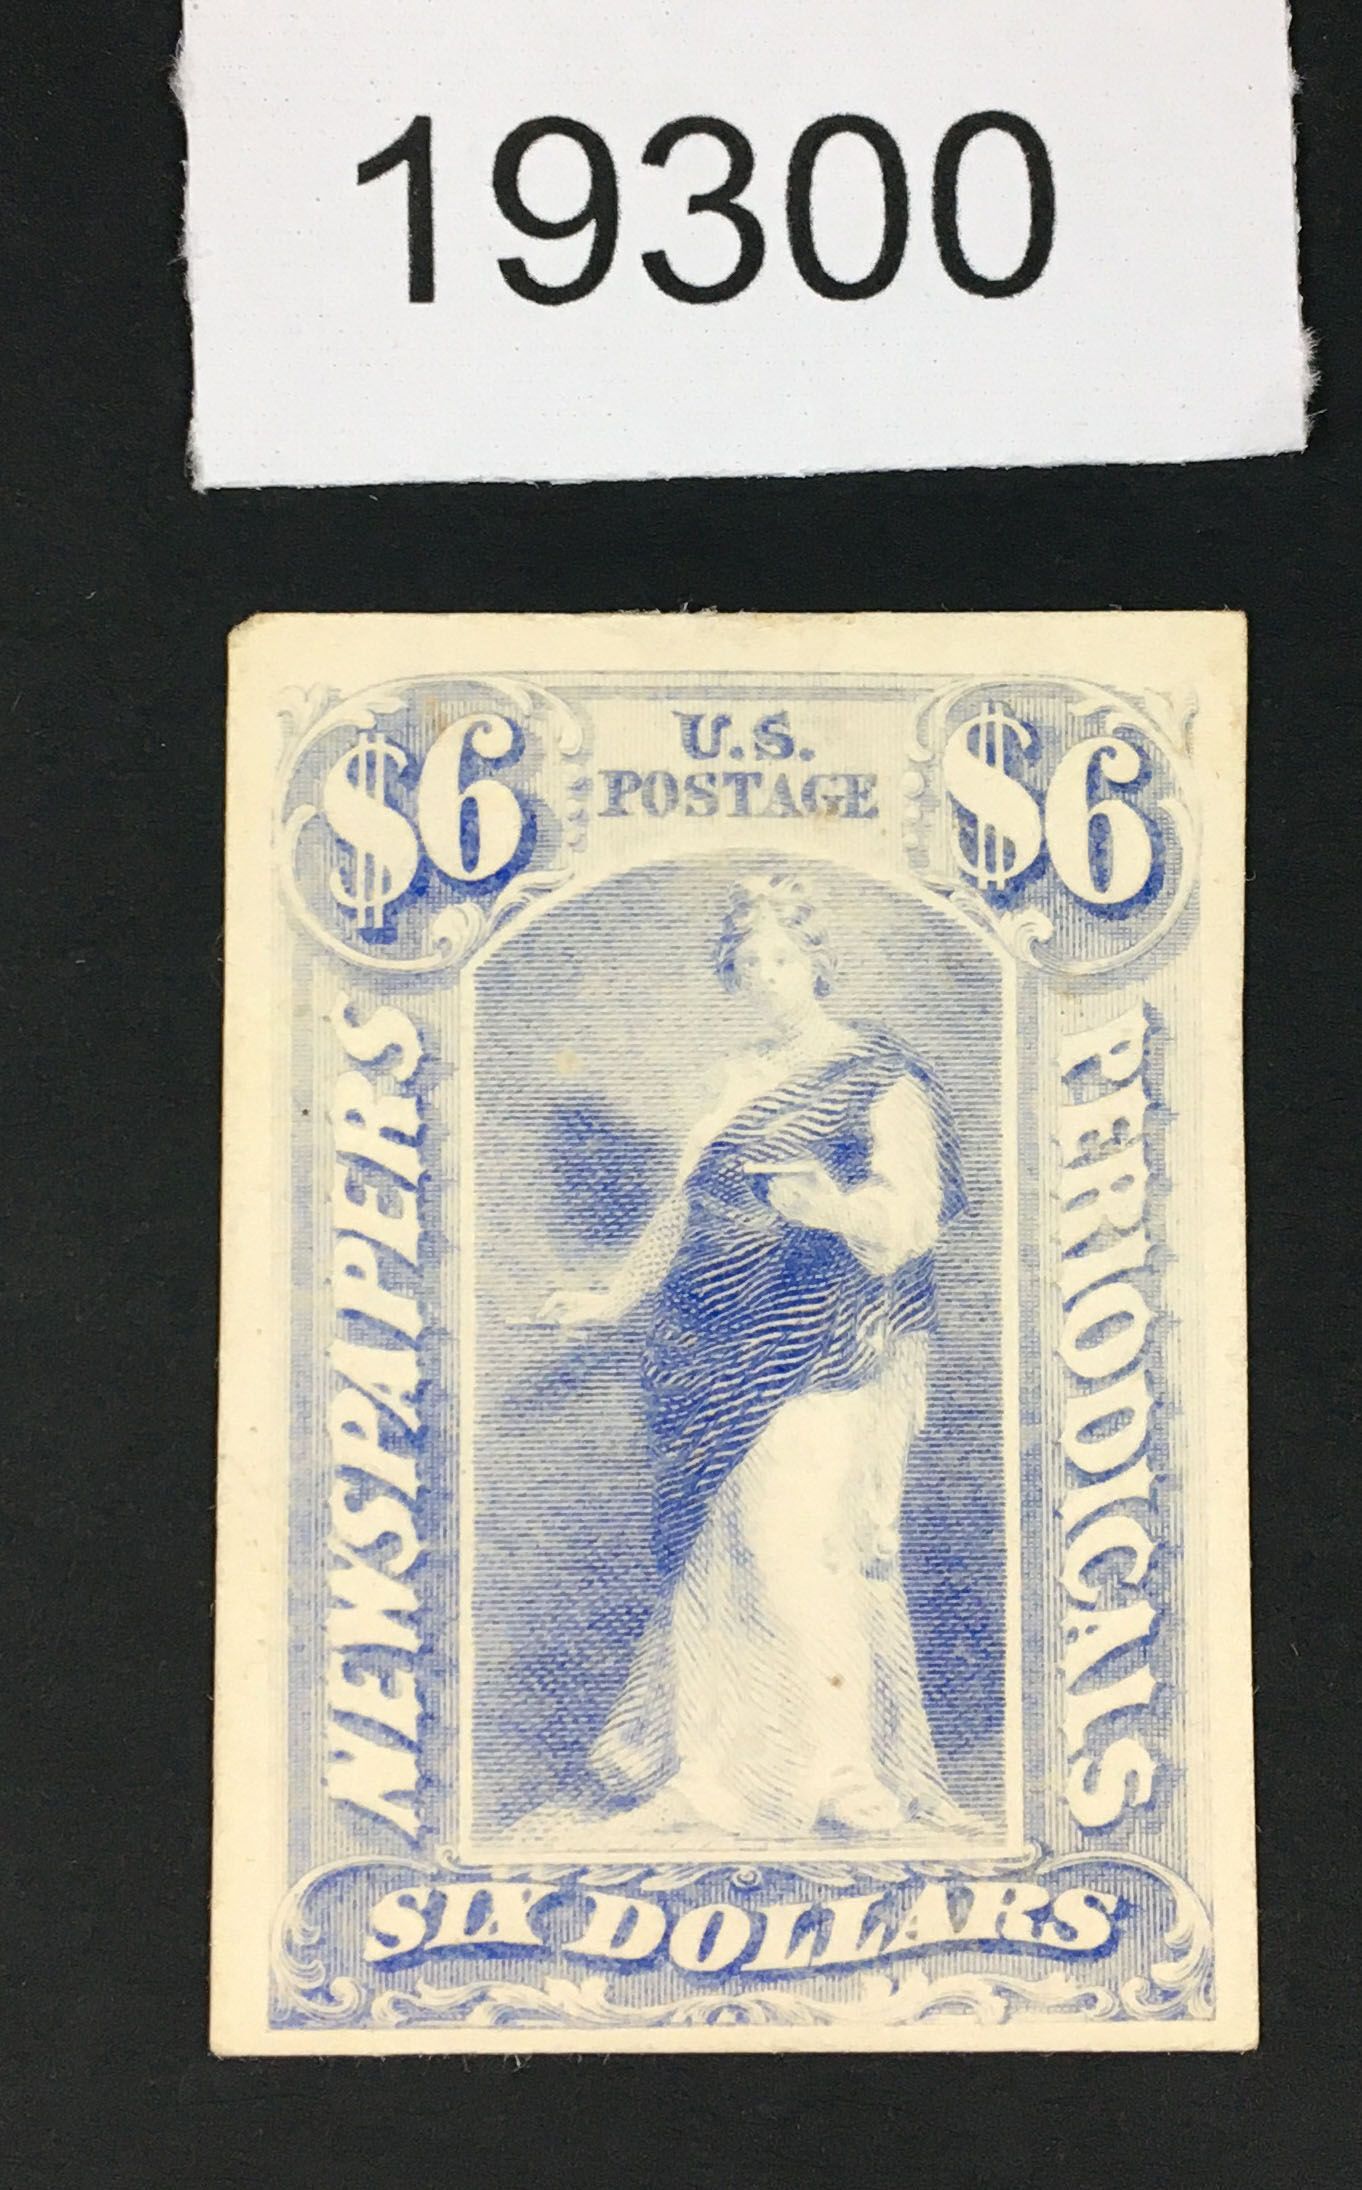 19300
$6
U.S.
POSTAGE
$6
NEWSPAPERS
PERIODICALS
SIX DOLLARS